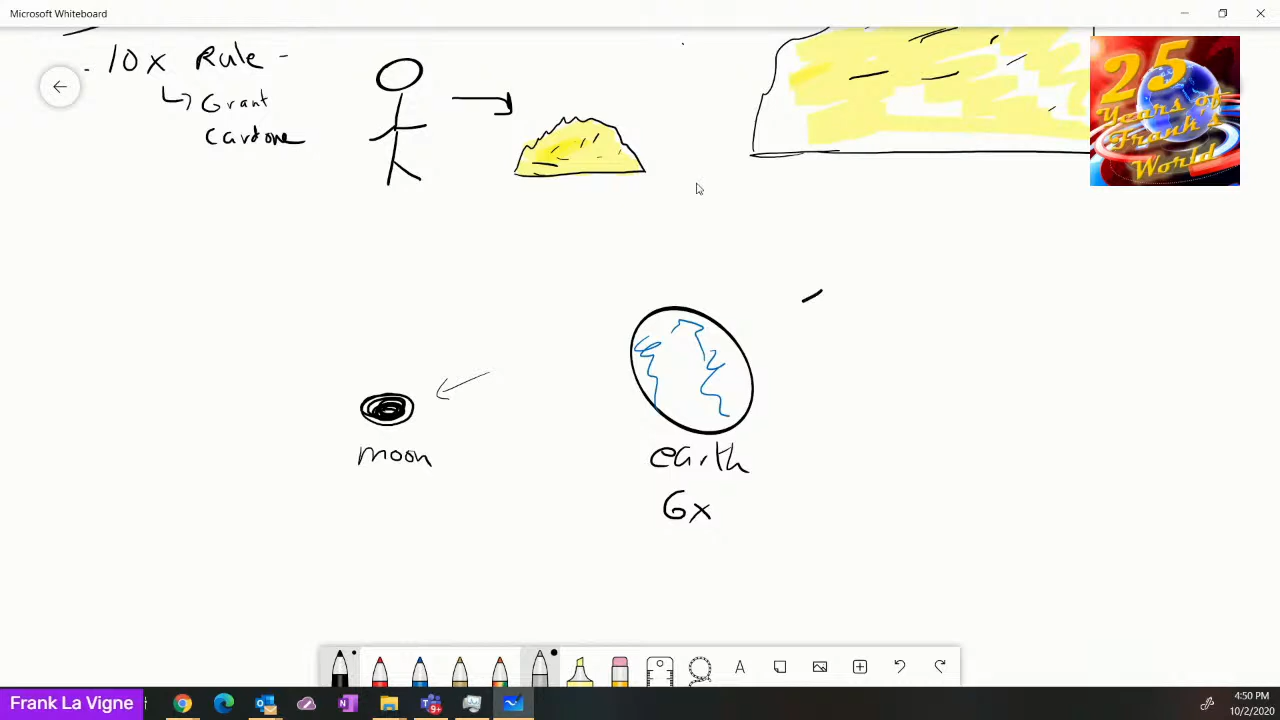 Microsoft Whiteboard
10x Rule -
Grant
Cardone
25
Years of
Frank's
World
moon
earth
6x
A
Frank La Vigne
9+
4:50 PM
10/2/2020